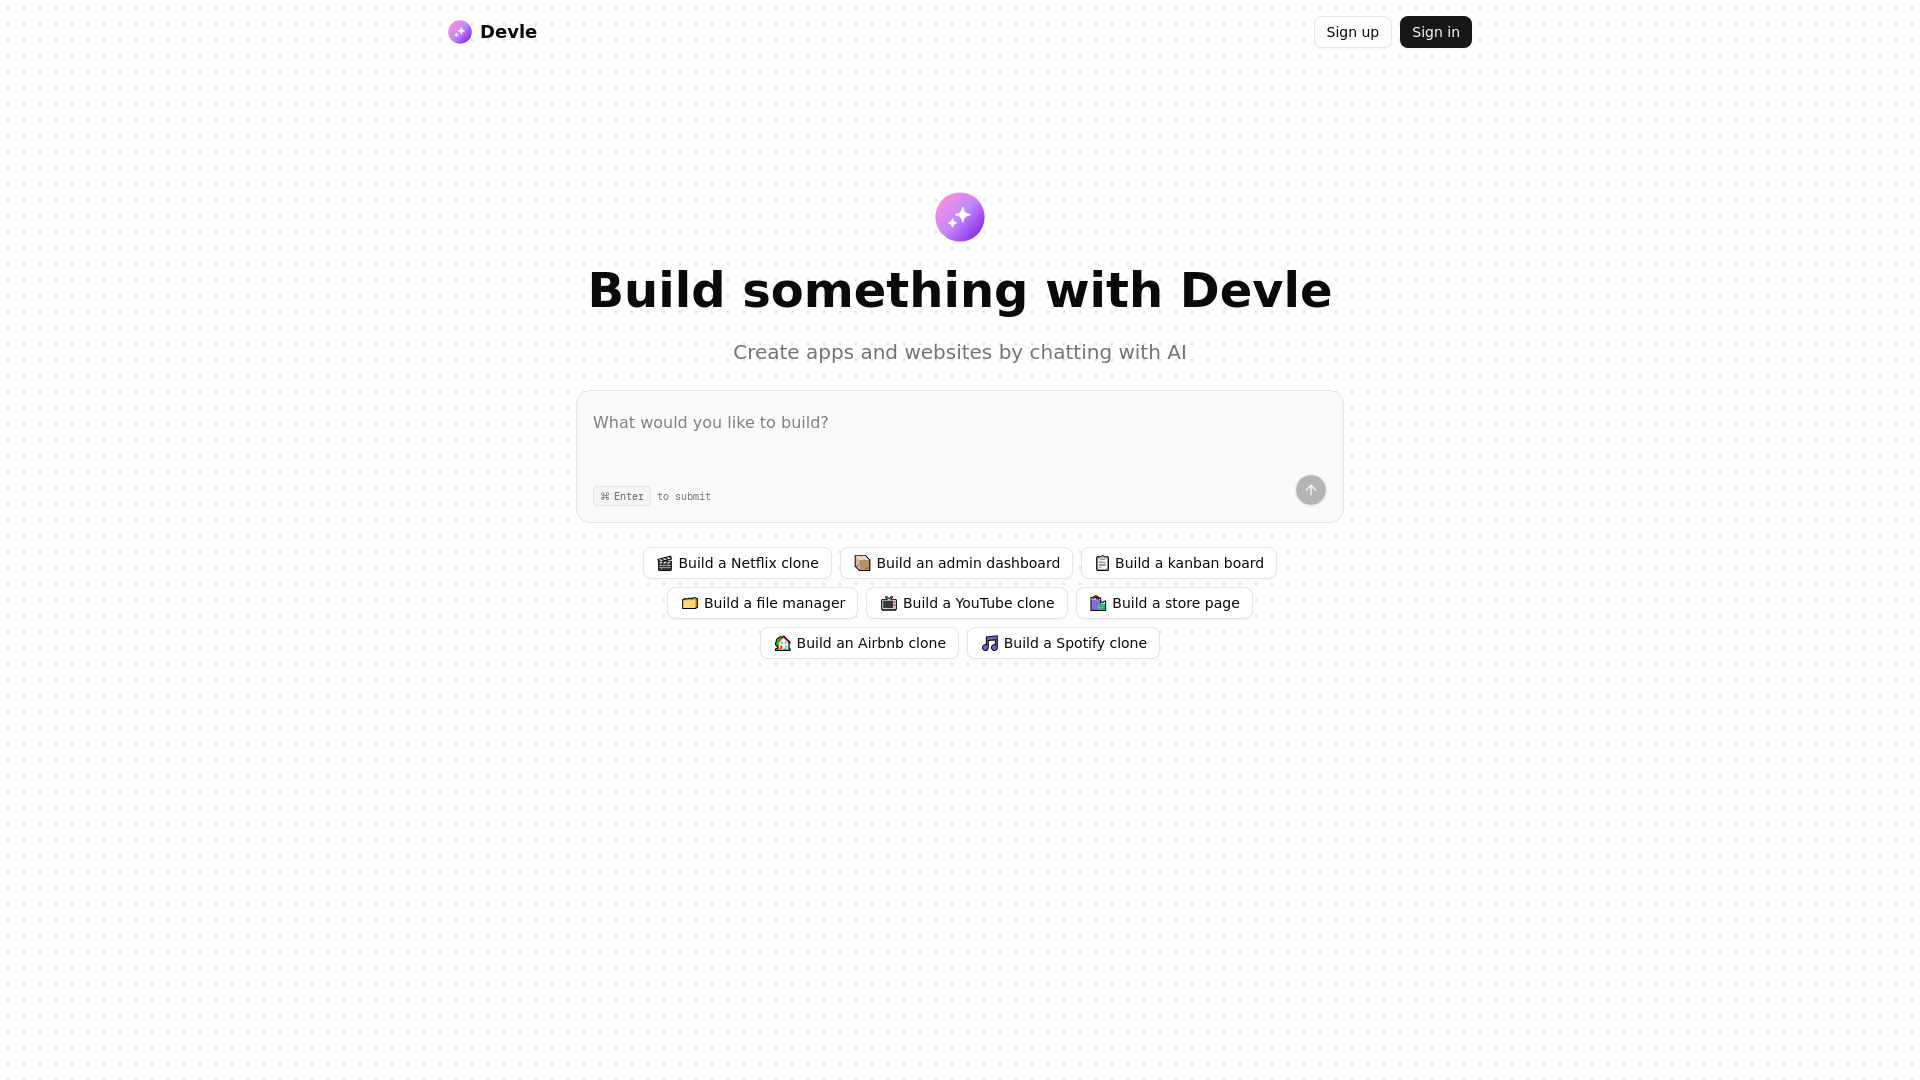 Devle
Sign up
Sign in
Build something with Devle
Create apps and websites by chatting with AI
What would you like to build?
⌘ Enter to submit
Build a Netflix clone
Build an admin dashboard
Build a kanban board
Build a file manager
Build a YouTube clone
Build a store page
Build an Airbnb clone
Build a Spotify clone